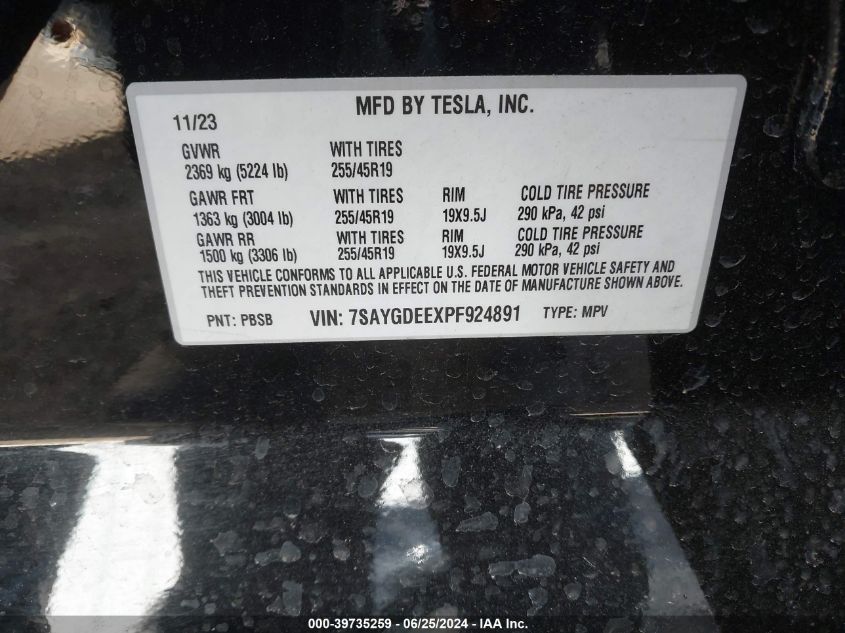 MFD BY TESLA, INC.
11/23
GVWR WITH TIRES
2369 kg (5224 lb) 255/45R19
GAWR FRT WITH TIRES RIM COLD TIRE PRESSURE
1363 kg (3004 lb) 255/45R19 19X9.5J 290 kPa, 42 psi
GAWR RR WITH TIRES RIM COLD TIRE PRESSURE
1500 kg (3306 lb) 255/45R19 19X9.5J 290 kPa, 42 psi
THIS VEHICLE CONFORMS TO ALL APPLICABLE U.S. FEDERAL MOTOR VEHICLE SAFETY AND
THEFT PREVENTION STANDARDS IN EFFECT ON THE DATE OF MANUFACTURE SHOWN ABOVE.
PNT: PBSB VIN: 7SAYGDEEXPF924891 TYPE: MPV
000-39735259 - 06/25/2024 - IAA Inc.